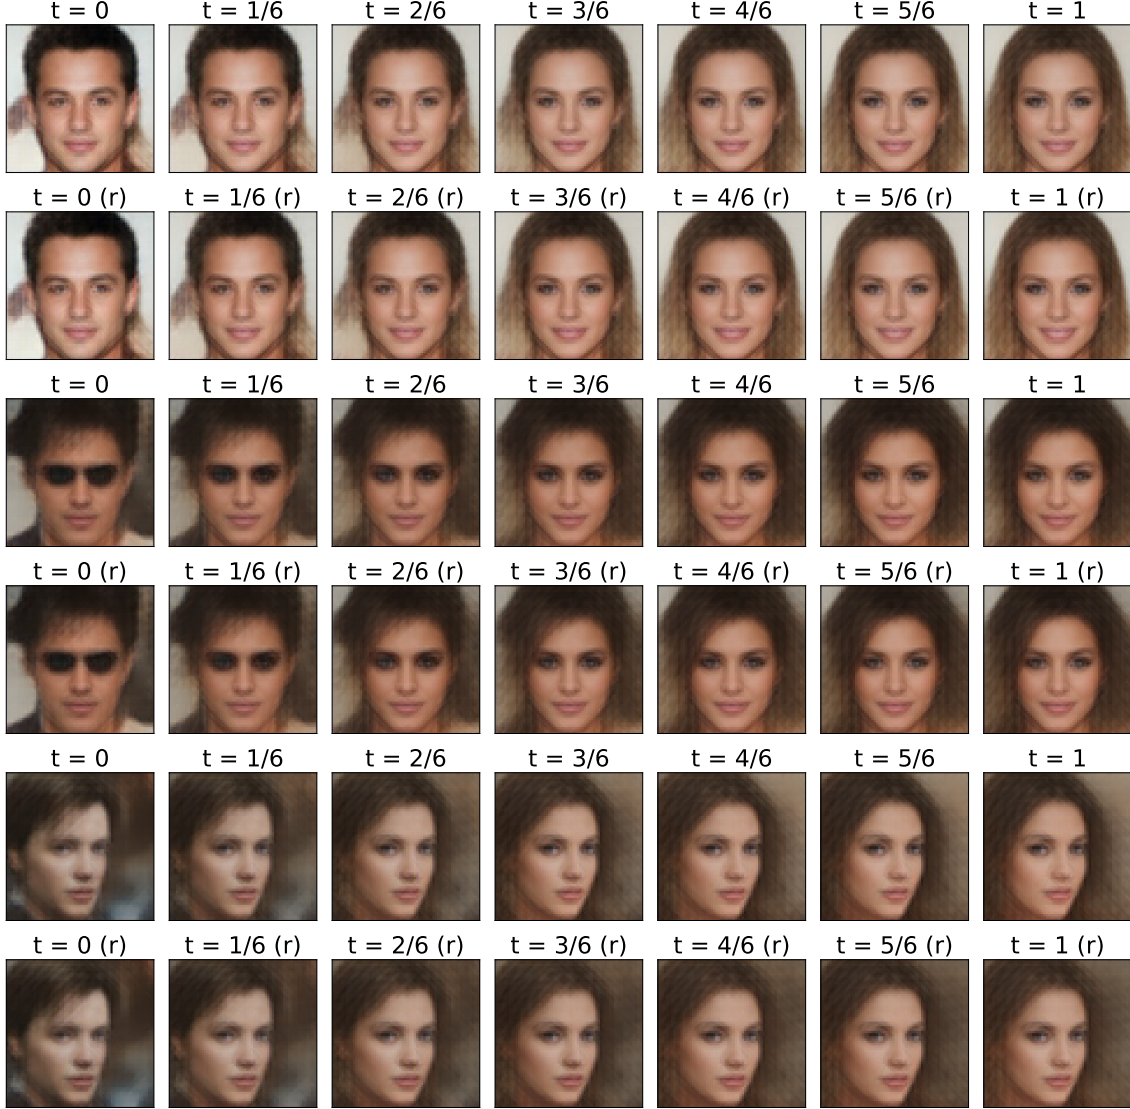 t = 0 t = 1/6 t = 2/6 t = 3/6 t = 4/6 t = 5/6 t = 1
t = 0 (r) t = 1/6 (r) t = 2/6 (r) t = 3/6 (r) t = 4/6 (r) t = 5/6 (r) t = 1 (r)
t = 0 t = 1/6 t = 2/6 t = 3/6 t = 4/6 t = 5/6 t = 1
t = 0 (r) t = 1/6 (r) t = 2/6 (r) t = 3/6 (r) t = 4/6 (r) t = 5/6 (r) t = 1 (r)
t = 0 t = 1/6 t = 2/6 t = 3/6 t = 4/6 t = 5/6 t = 1
t = 0 (r) t = 1/6 (r) t = 2/6 (r) t = 3/6 (r) t = 4/6 (r) t = 5/6 (r) t = 1 (r)